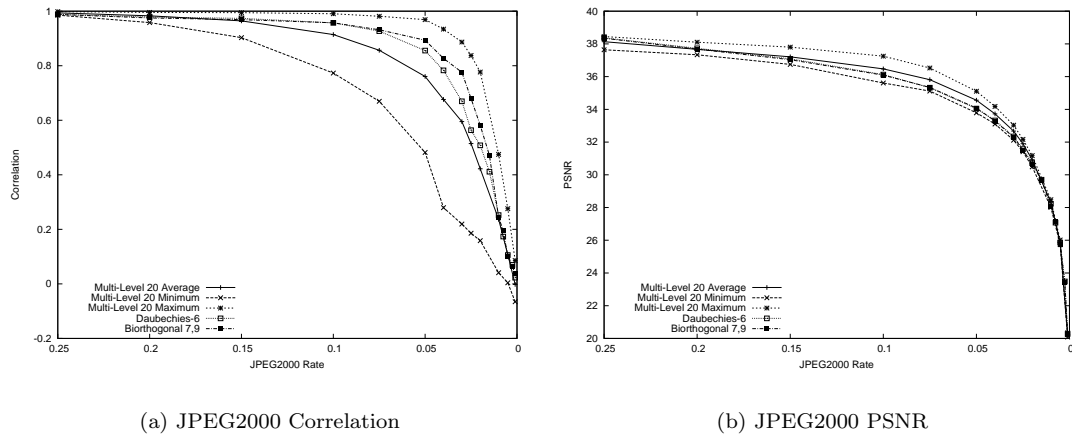 1
0.8
0.6
0.4
0.2
0
-0.2
Correlation
0.25
0.2
0.15
0.1
0.05
0
JPEG2000 Rate
Multi-Level 20 Average
Multi-Level 20 Minimum
Multi-Level 20 Maximum
Daubechies-6
Biorthogonal 7,9
(a) JPEG2000 Correlation
40
38
36
34
32
30
28
26
24
22
20
PSNR
0.25
0.2
0.15
0.1
0.05
0
JPEG2000 Rate
Multi-Level 20 Average
Multi-Level 20 Minimum
Multi-Level 20 Maximum
Daubechies-6
Biorthogonal 7,9
(b) JPEG2000 PSNR